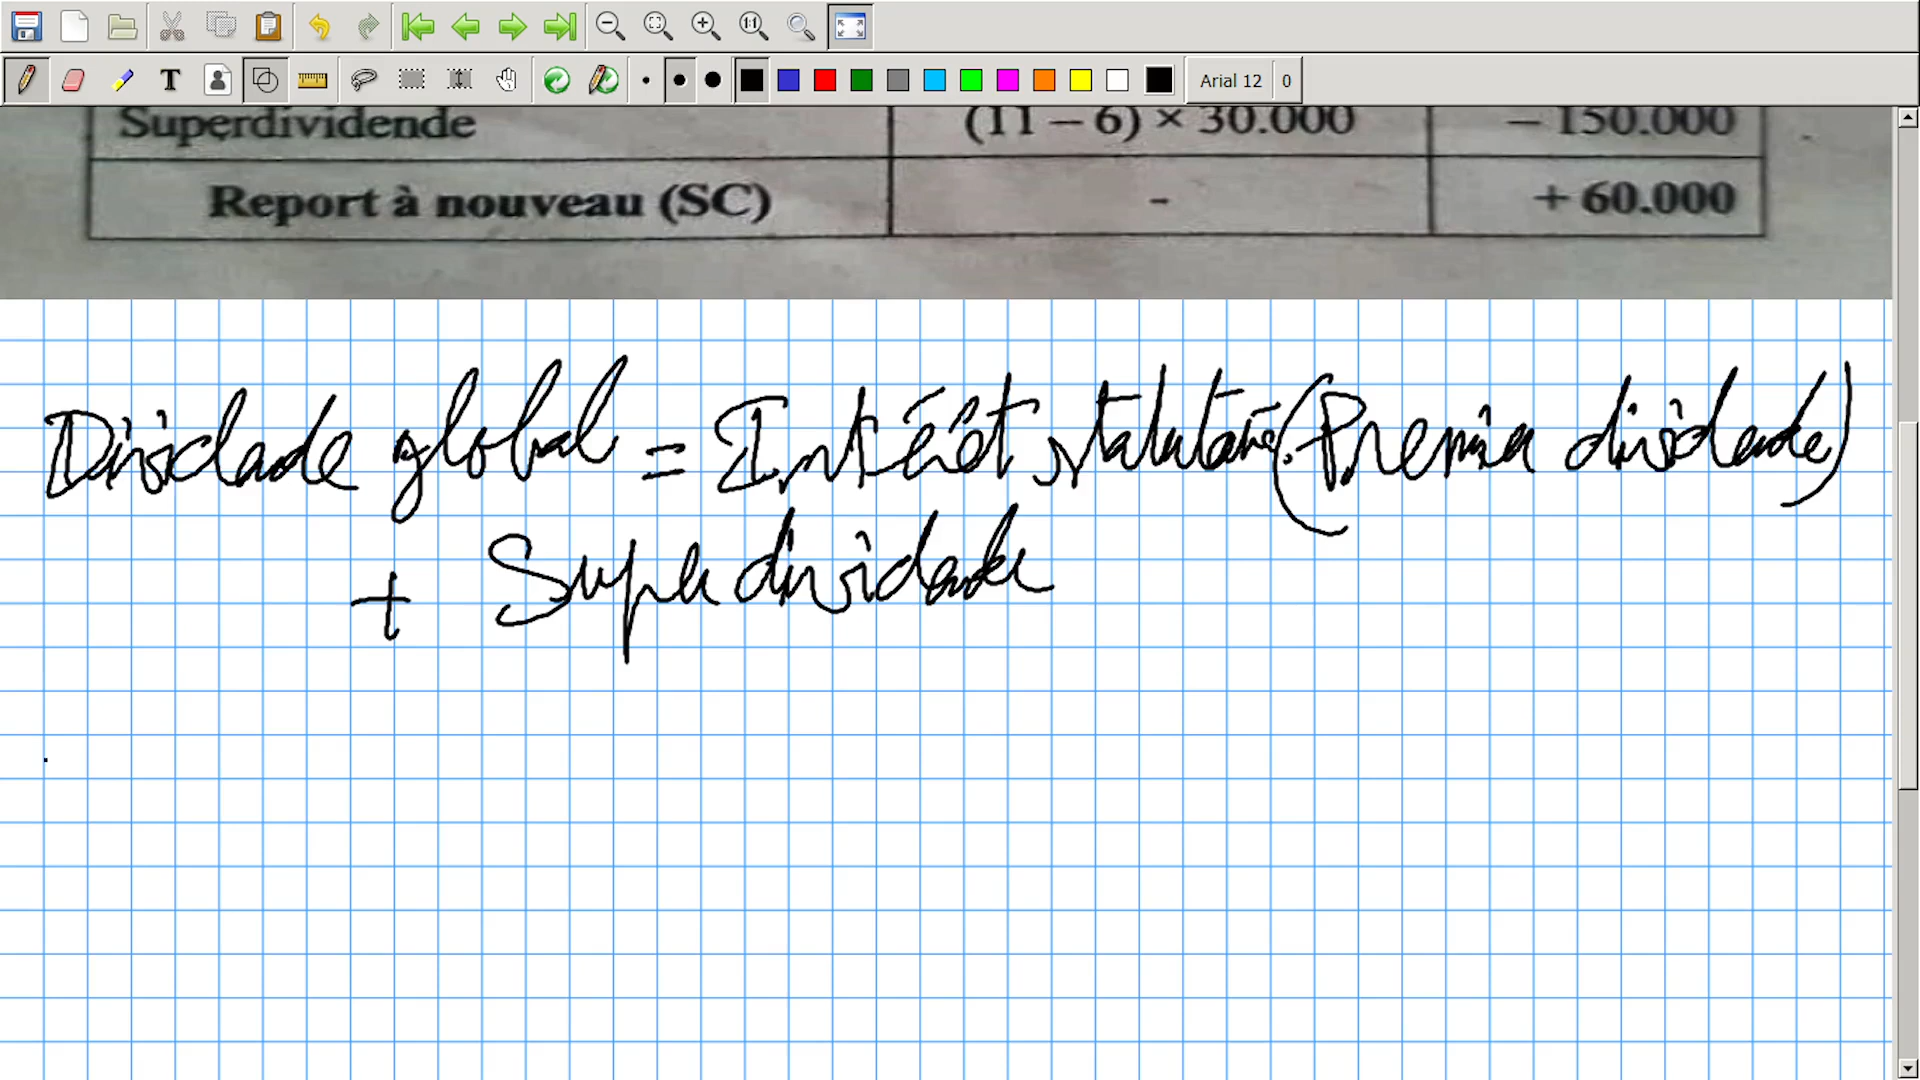 Arial 12 0
Superdividende (11 – 6) × 30.000 – 150.000
Report à nouveau (SC) - + 60.000
Dividende global = Intérêt statutaire (Premier dividende)
+ Superdividende